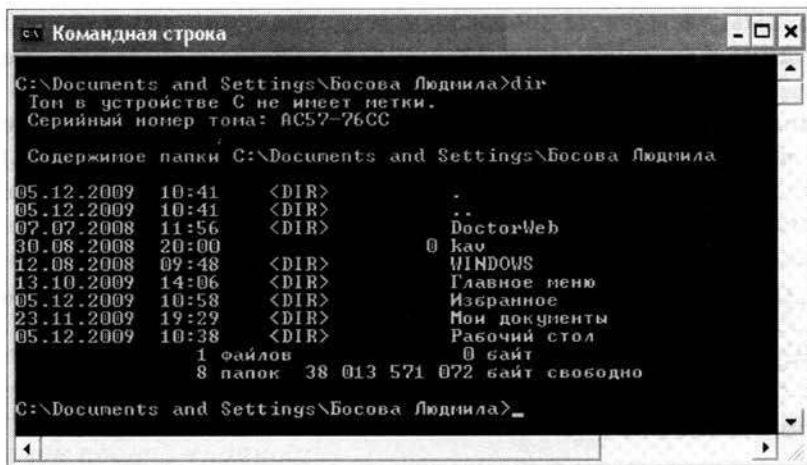 Командная строка
C:\Documents and Settings\Босова Людмила>dir
Том в устройстве C не имеет метки.
Серийный номер тома: AC57-76CC
Содержимое папки C:\Documents and Settings\Босова Людмила
05.12.2009 10:41 <DIR> .
05.12.2009 10:41 <DIR> ..
07.07.2008 11:56 <DIR> DoctorWeb
30.08.2008 20:00 0 kav
12.08.2008 09:48 <DIR> WINDOWS
13.10.2009 14:06 <DIR> Главное меню
05.12.2009 10:58 <DIR> Избранное
23.11.2009 19:29 <DIR> Мои документы
05.12.2009 10:38 <DIR> Рабочий стол
1 файлов 0 байт
8 папок 38 013 571 072 байт свободно
C:\Documents and Settings\Босова Людмила>_